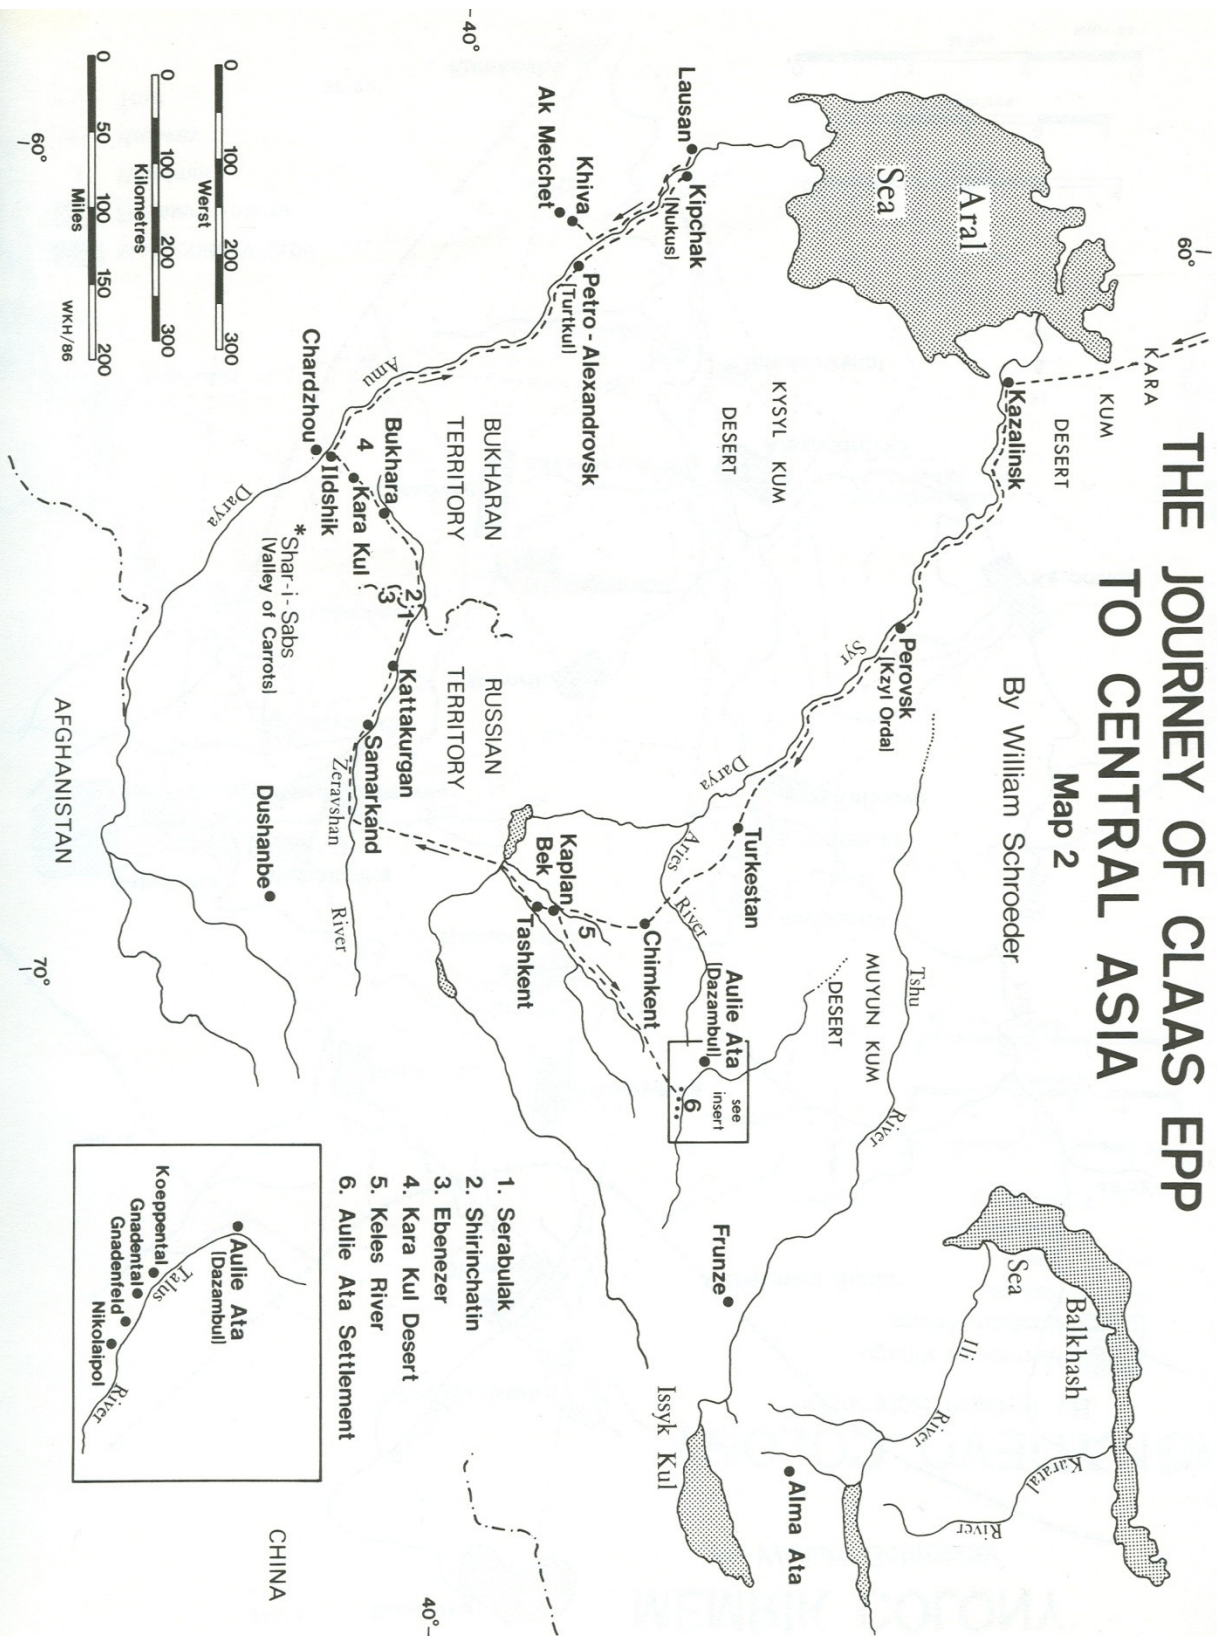 THE JOURNEY OF CLAAS EPP
TO CENTRAL ASIA
Map 2
By William Schroeder
60°
KARA
KUM
DESERT
Aral
Sea
Kazalinsk
KYSYL KUM
DESERT
Perovsk
[Kzyl Orda]
Syr
Darya
Turkestan
Aries
River
Chimkent
Tshu
River
MUYUN KUM
DESERT
Aulie Ata
[Dazambul]
see
insert
6
Sea
Balkhash
Ili
River
Karatal
River
Alma Ata
Frunze
Issyk Kul
Lausan
Kipchak
[Nukus]
Khiva
Ak Metchet
Petro - Alexandrovsk
[Turtkul]
Amu
Darya
BUKHARAN
TERRITORY
RUSSIAN
TERRITORY
Chardzhou
Ildshik
Kara Kul
4
Bukhara
2
1
3
*Shar-i-Sabs
[Valley of Carrots]
Kattakurgan
Samarkand
Zeravshan
River
Kaplan
Bek
5
Tashkent
Dushanbe
AFGHANISTAN
CHINA
40°
60°
70°
40°
0 100 200 300
Werst
0 100 200 300
Kilometres
0 50 100 150 200
Miles
WKH/86
1. Serabulak
2. Shirinchatin
3. Ebenezer
4. Kara Kul Desert
5. Keles River
6. Aulie Ata Settlement
Aulie Ata
[Dazambul]
Talus
River
Koeppental
Gnadental
Gnadenfeld
Nikolaipol